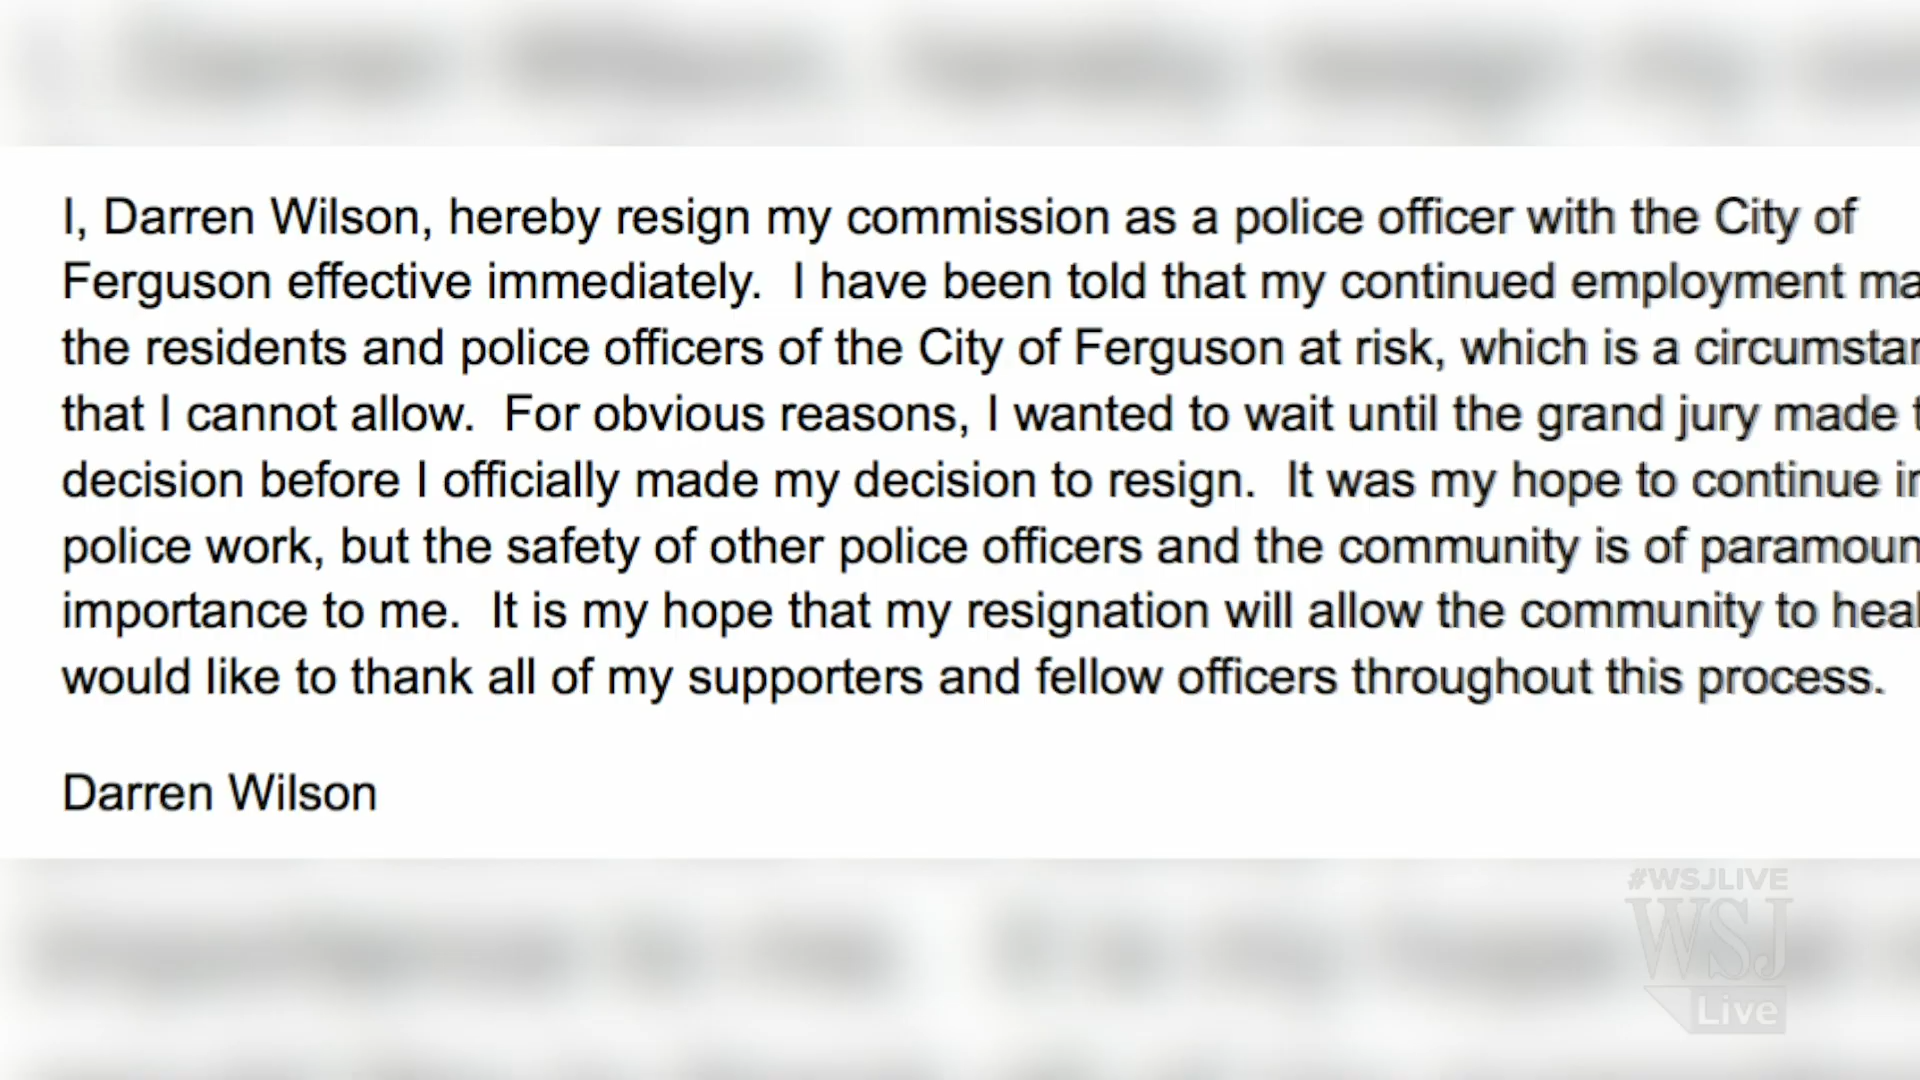 I, Darren Wilson, hereby resign my commission as a police officer with the City of
Ferguson effective immediately.  I have been told that my continued employment
the residents and police officers of the City of Ferguson at risk, which is a
that I cannot allow.  For obvious reasons, I wanted to wait until the grand jury made
decision before I officially made my decision to resign.  It was my hope to continue
police work, but the safety of other police officers and the community is of
importance to me.  It is my hope that my resignation will allow the community to heal
would like to thank all of my supporters and fellow officers throughout this process.
Darren Wilson
#WSJLIVE
WSJ
Live